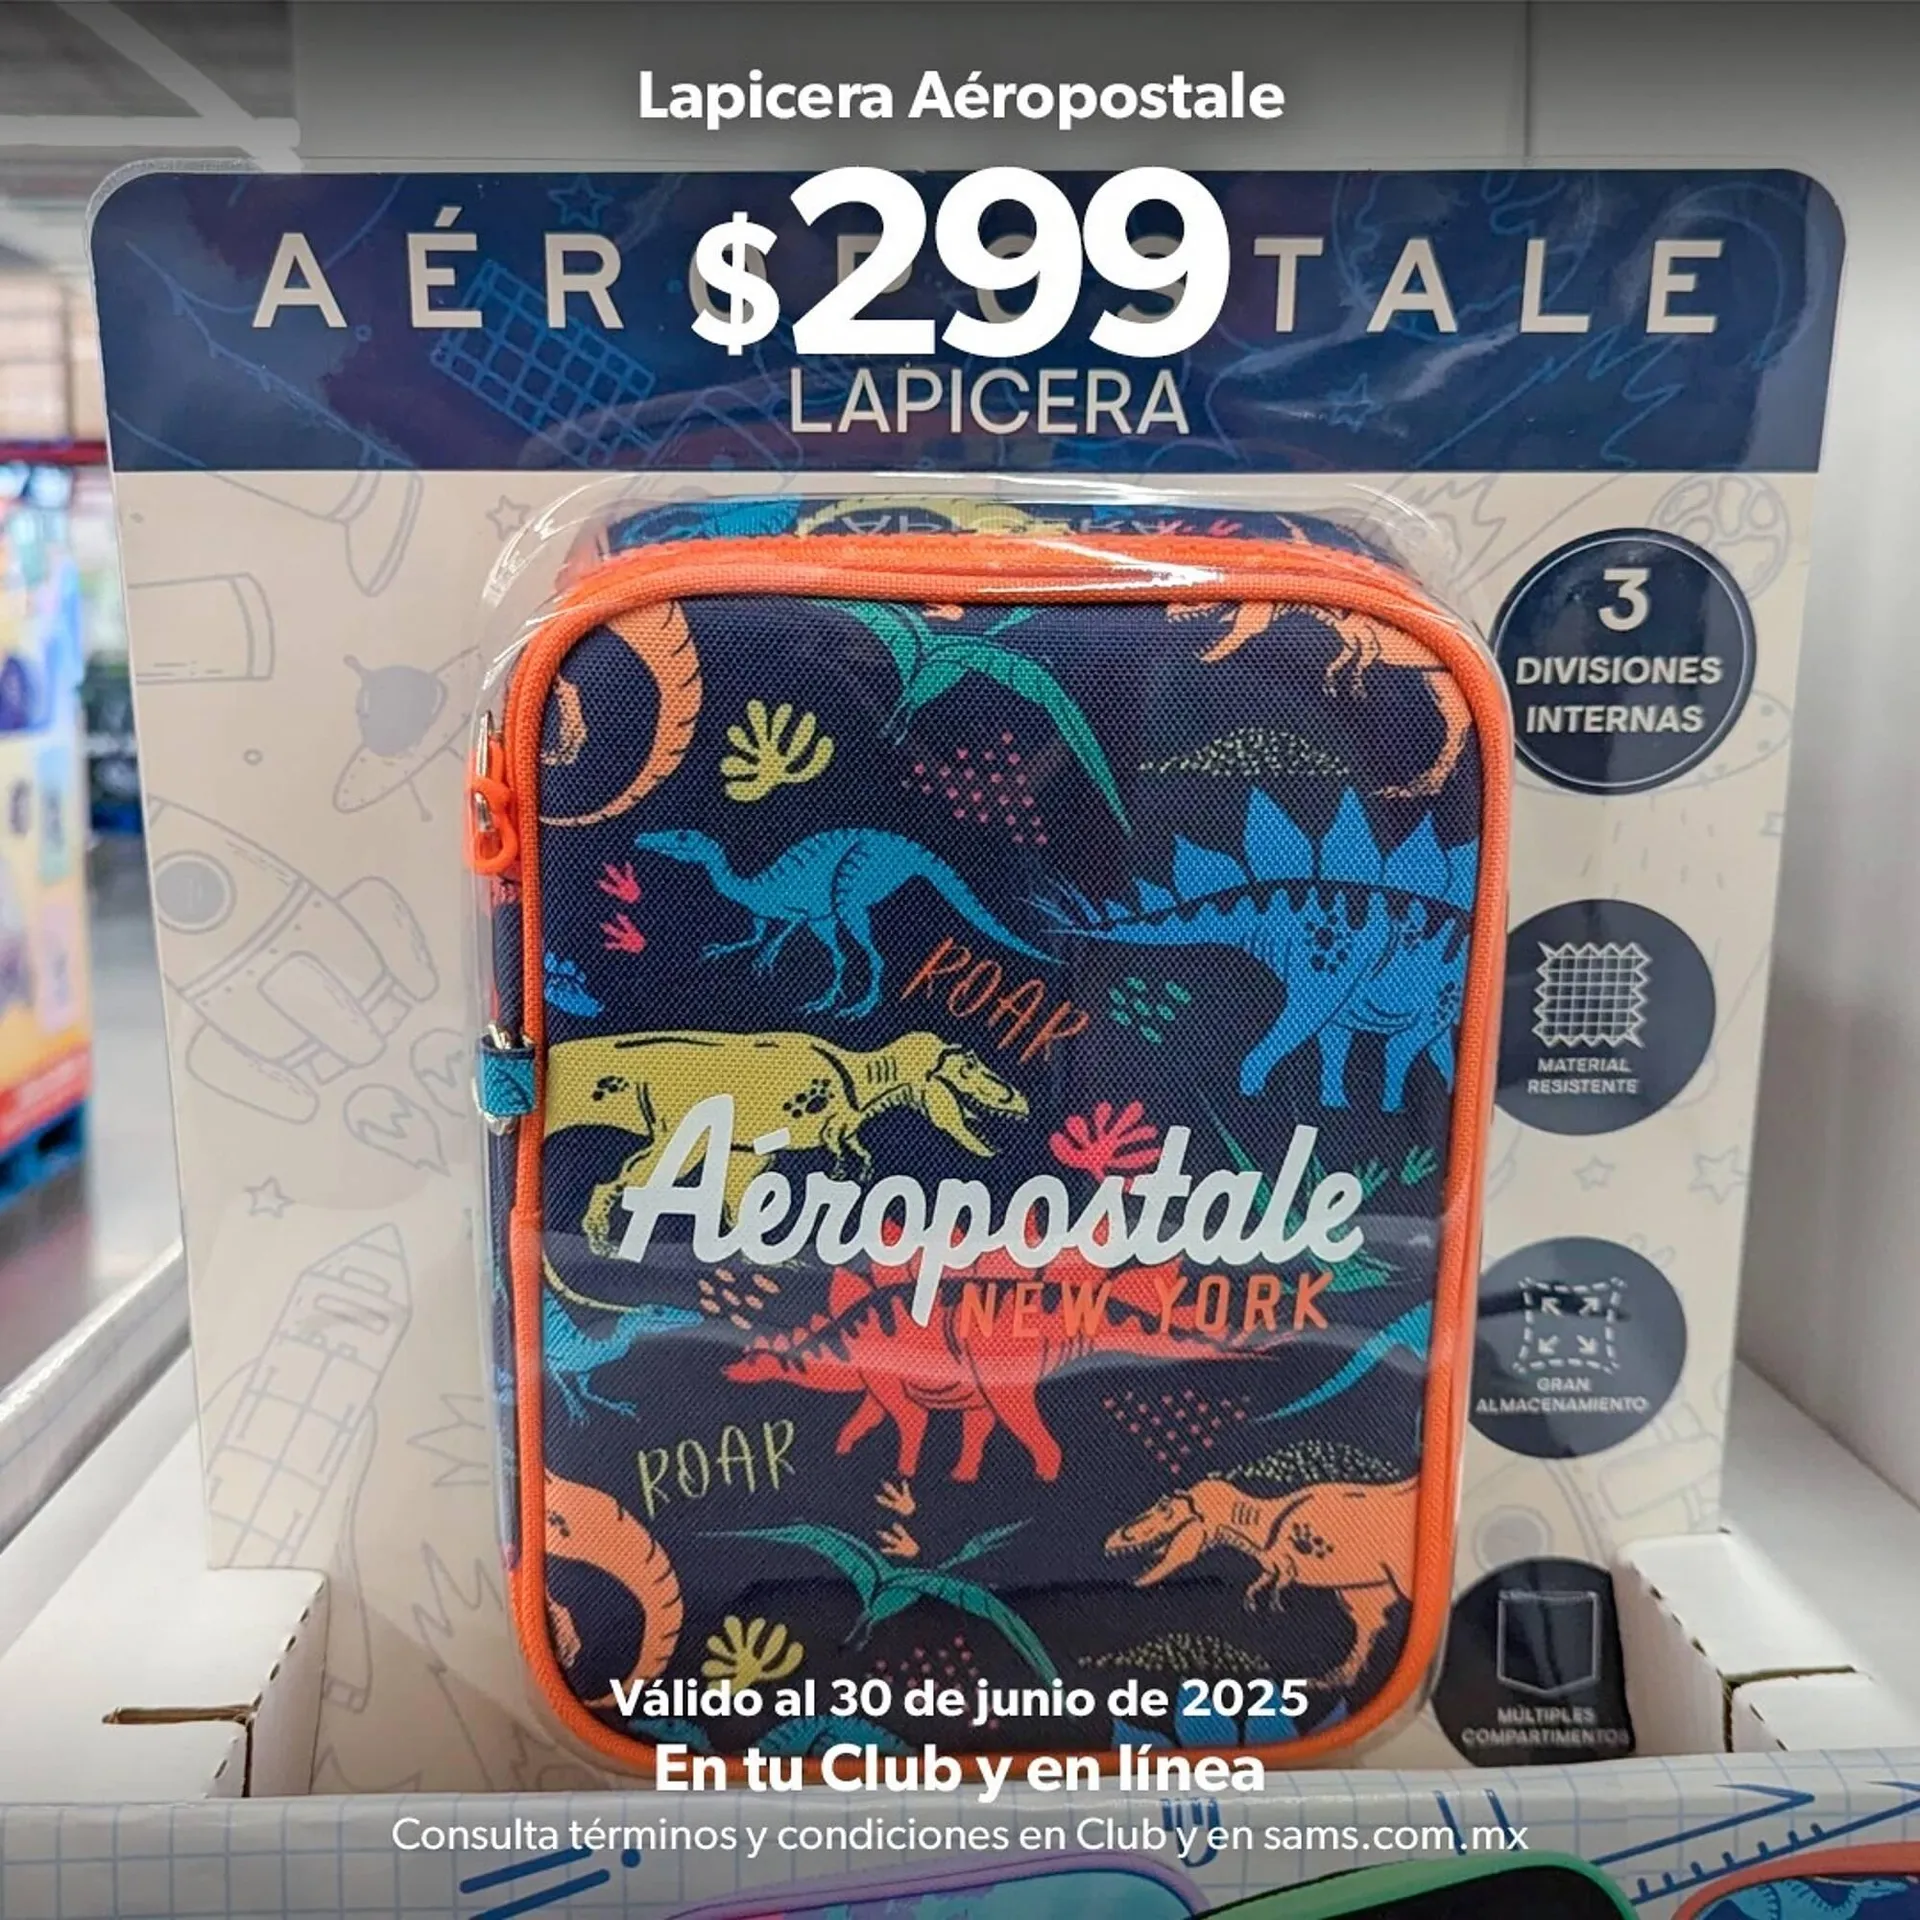 Lapicera Aéropostale
$299
AÉROPOSTALE
LAPICERA
LAPICERA
3
DIVISIONES
INTERNAS
ROAR
MATERIAL
RESISTENTE
Aéropostale
NEW YORK
GRAN
ALMACENAMIENTO
ROAR
MÚLTIPLES
COMPARTIMENTOS
Válido al 30 de junio de 2025
En tu Club y en línea
Consulta términos y condiciones en Club y en sams.com.mx